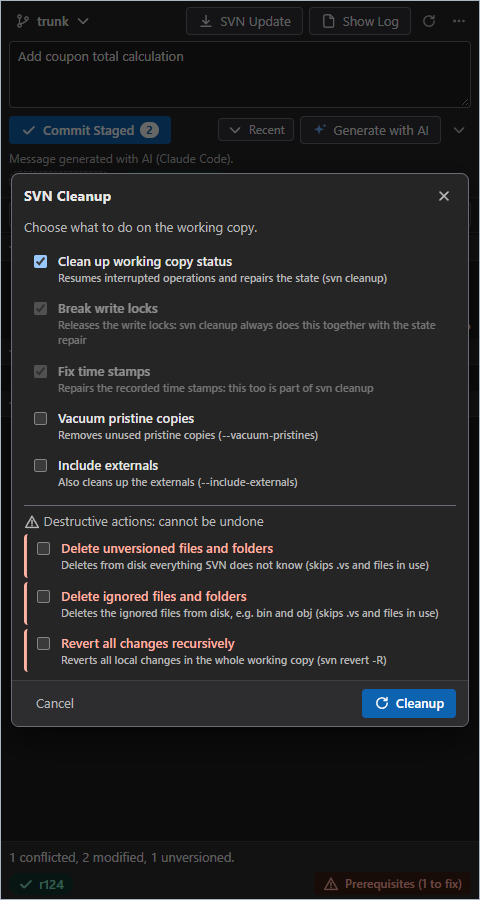 trunk
SVN Update
Show Log
Add coupon total calculation
Commit Staged 2
Recent
Generate with AI
Message generated with AI (Claude Code).
SVN Cleanup
Choose what to do on the working copy.
Clean up working copy status
Resumes interrupted operations and repairs the state (svn cleanup)
Break write locks
Releases the write locks: svn cleanup always does this together with the state
repair
Fix time stamps
Repairs the recorded time stamps: this too is part of svn cleanup
Vacuum pristine copies
Removes unused pristine copies (--vacuum-pristines)
Include externals
Also cleans up the externals (--include-externals)
Destructive actions: cannot be undone
Delete unversioned files and folders
Deletes from disk everything SVN does not know (skips .vs and files in use)
Delete ignored files and folders
Deletes the ignored files from disk, e.g. bin and obj (skips .vs and files in use)
Revert all changes recursively
Reverts all local changes in the whole working copy (svn revert -R)
Cancel
Cleanup
1 conflicted, 2 modified, 1 unversioned.
r124
Prerequisites (1 to fix)